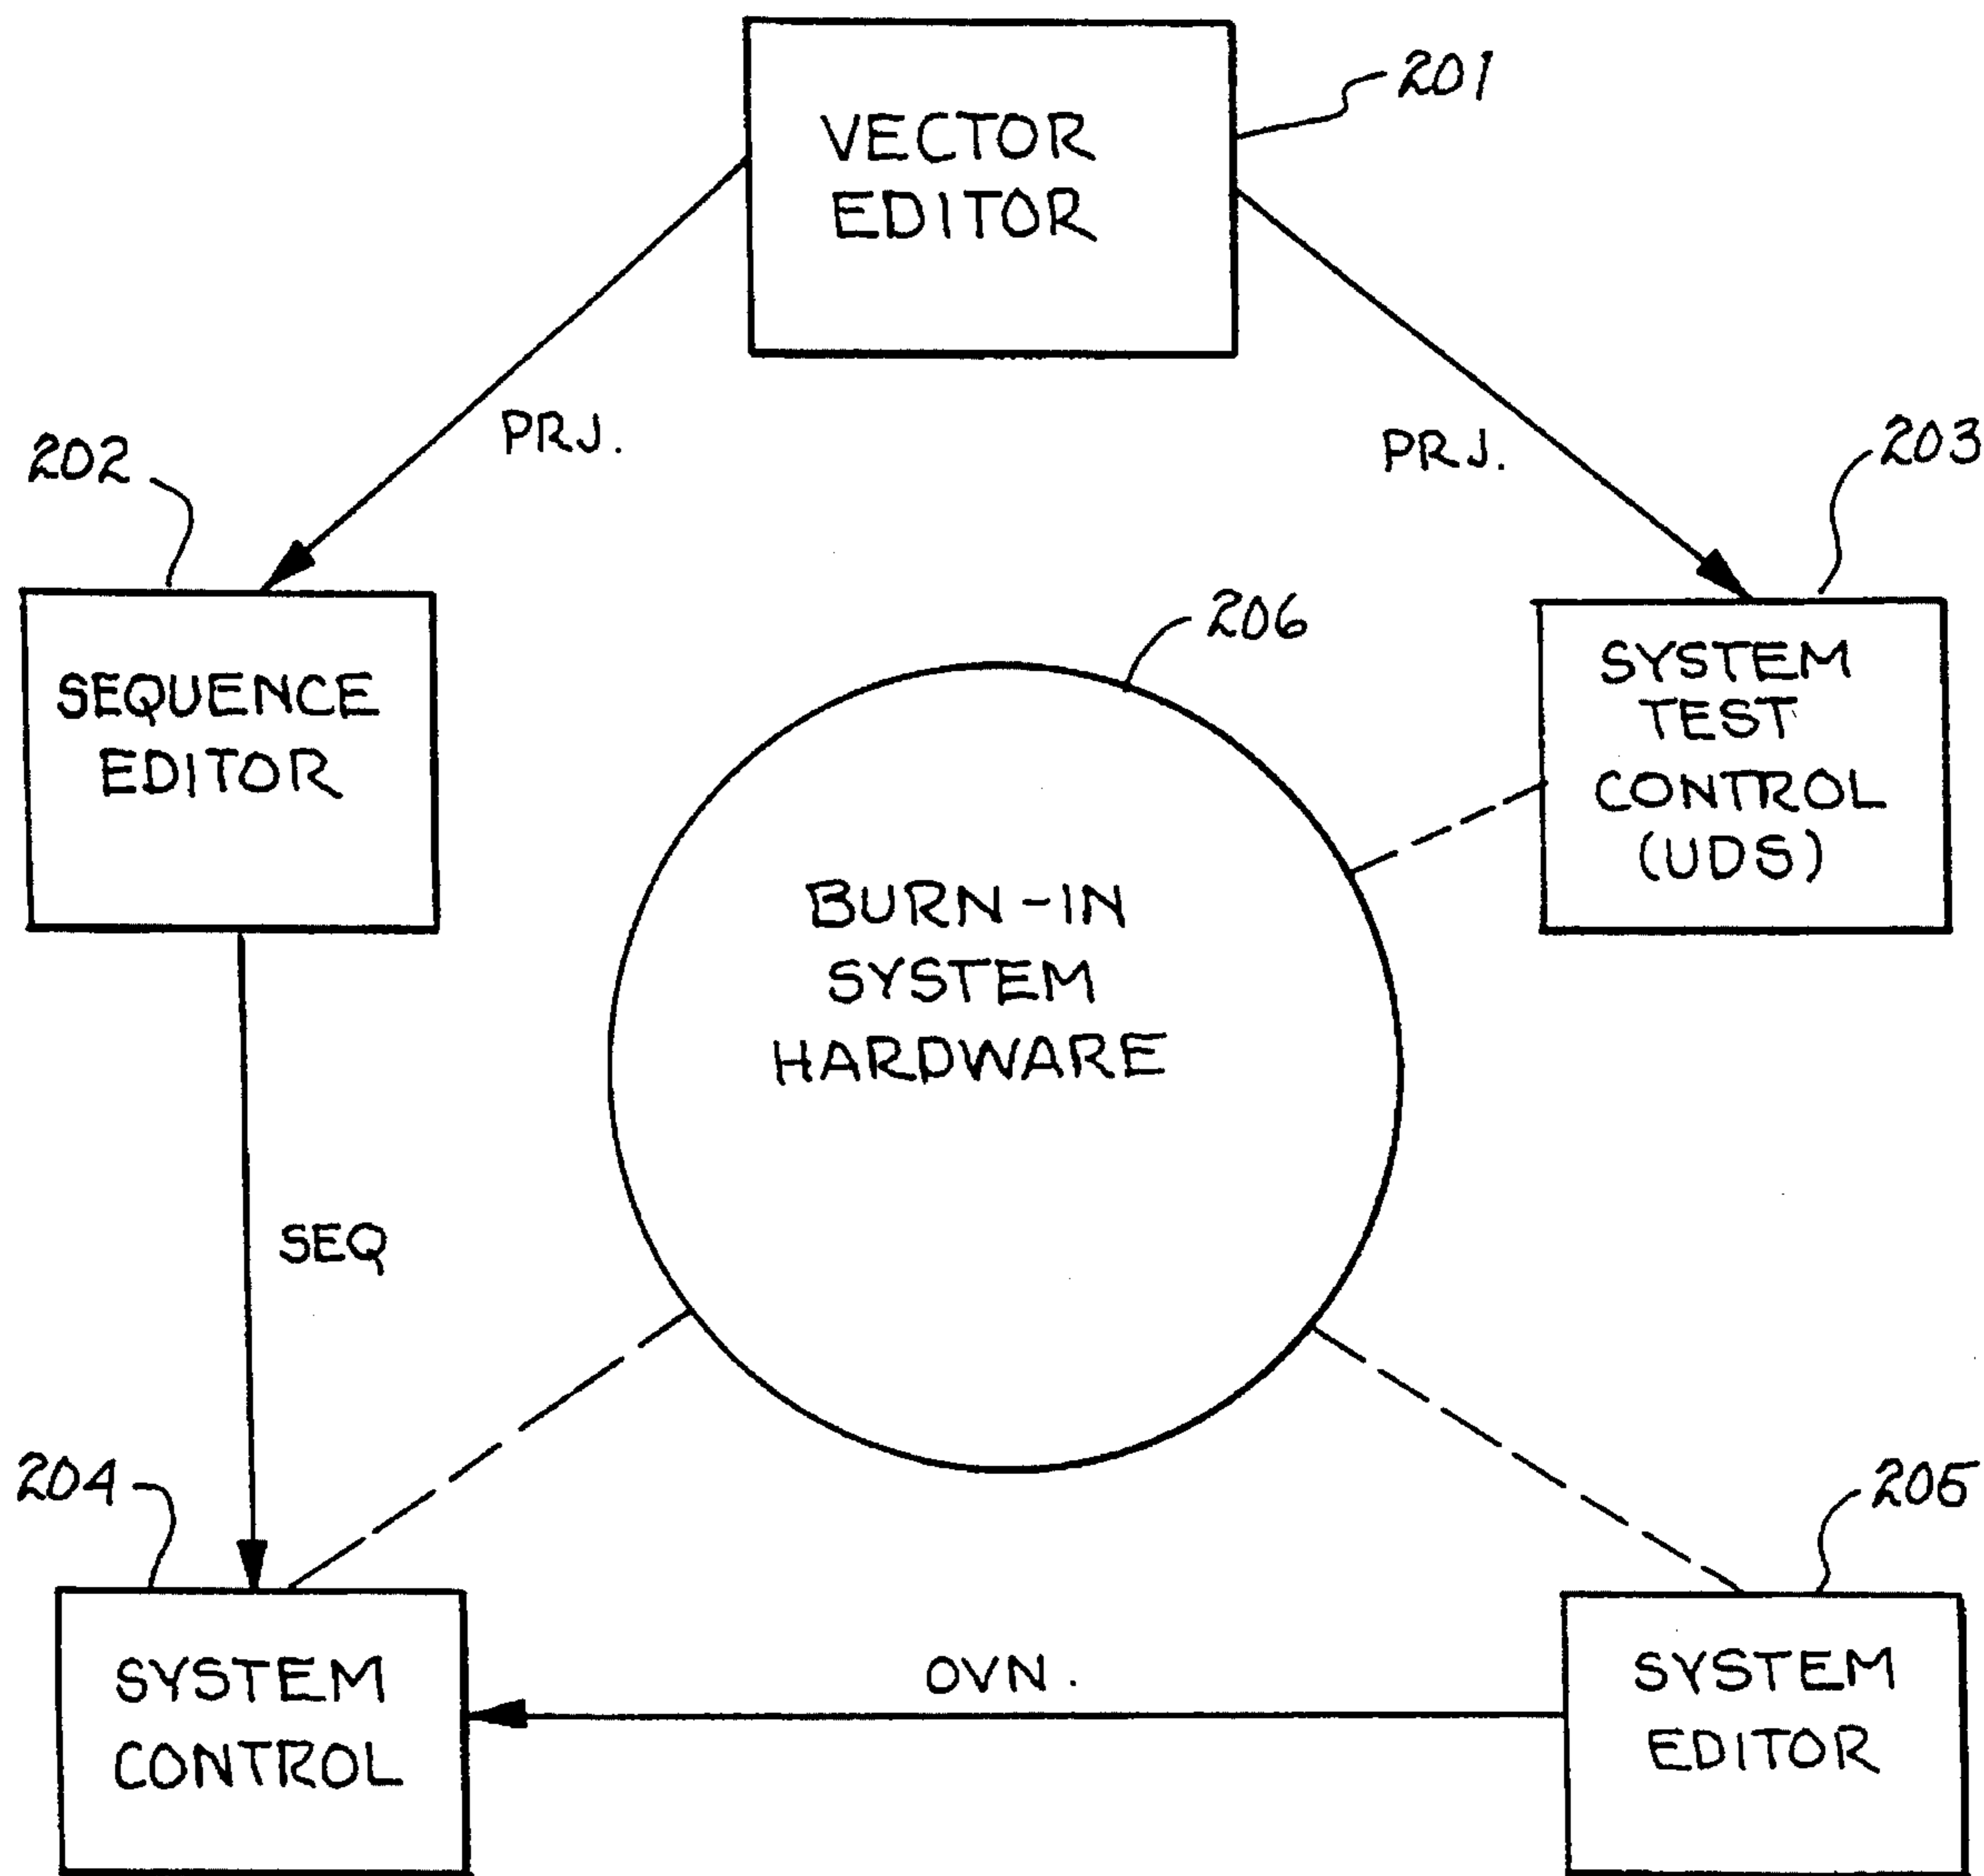 VECTOR
EDITOR
201
PRJ.
PRJ.
202
203
SEQUENCE
EDITOR
206
SYSTEM
TEST
CONTROL
(UDS)
BURN-IN
SYSTEM
HARDWARE
SEQ
204
205
SYSTEM
CONTROL
OVN.
SYSTEM
EDITOR